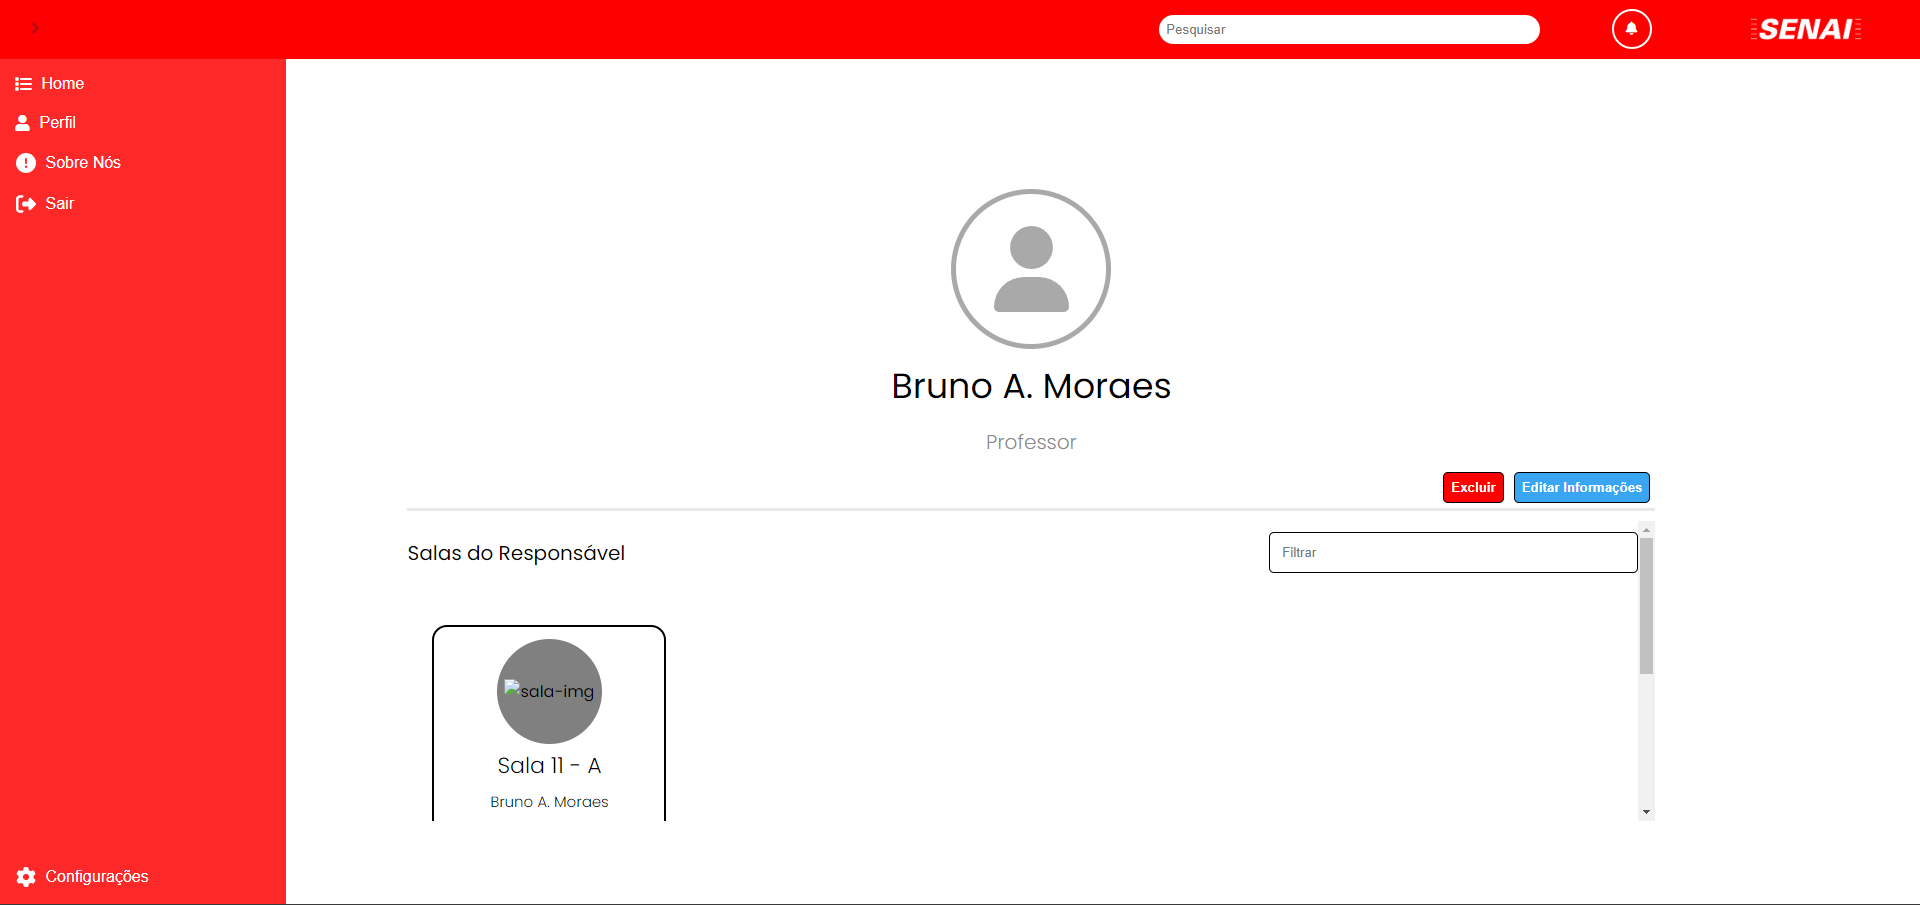 Pesquisar
SENAI
Home
Perfil
Sobre Nós
Sair
Bruno A. Moraes
Professor
Excluir
Editar Informações
Salas do Responsável
Filtrar
sala-img
Sala 11 - A
Bruno A. Moraes
Configurações